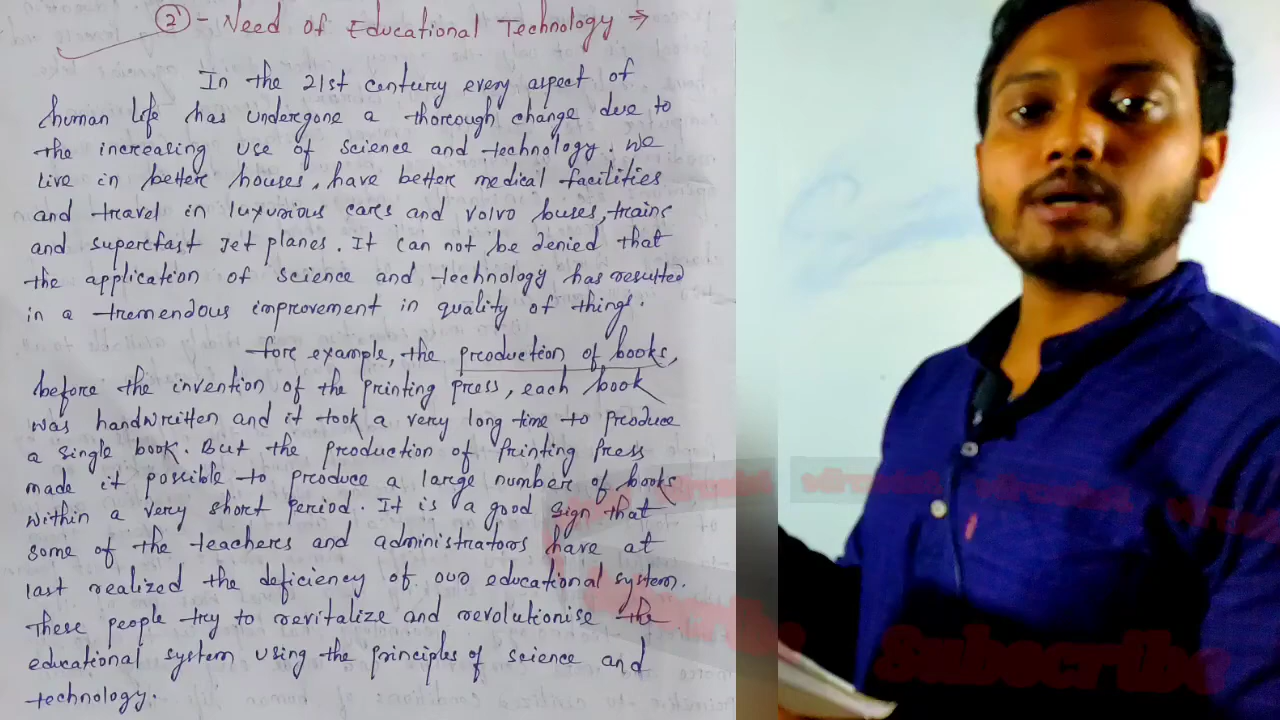 ② - Need of Educational Technology →
In the 21st century every aspect of
human life has undergone a thorough change due to
the increasing use of science and technology. We
live in better houses, have better medical facilities
and travel in luxurious cars and volvo buses, trains
and superfast jet planes. It can not be denied that
the application of science and technology has resulted
in a tremendous improvement in quality of things.
for example, the production of books,
before the invention of the printing press, each book
was handwritten and it took a very long time to produce
a single book. But the production of Printing Press
made it possible to produce a large number of books
within a very short period. It is a good sign that
some of the teachers and administrators have at
last realized the deficiency of our educational system.
These people try to revitalize and revolutionise the
educational system using the principles of science and
technology.
Subscribe